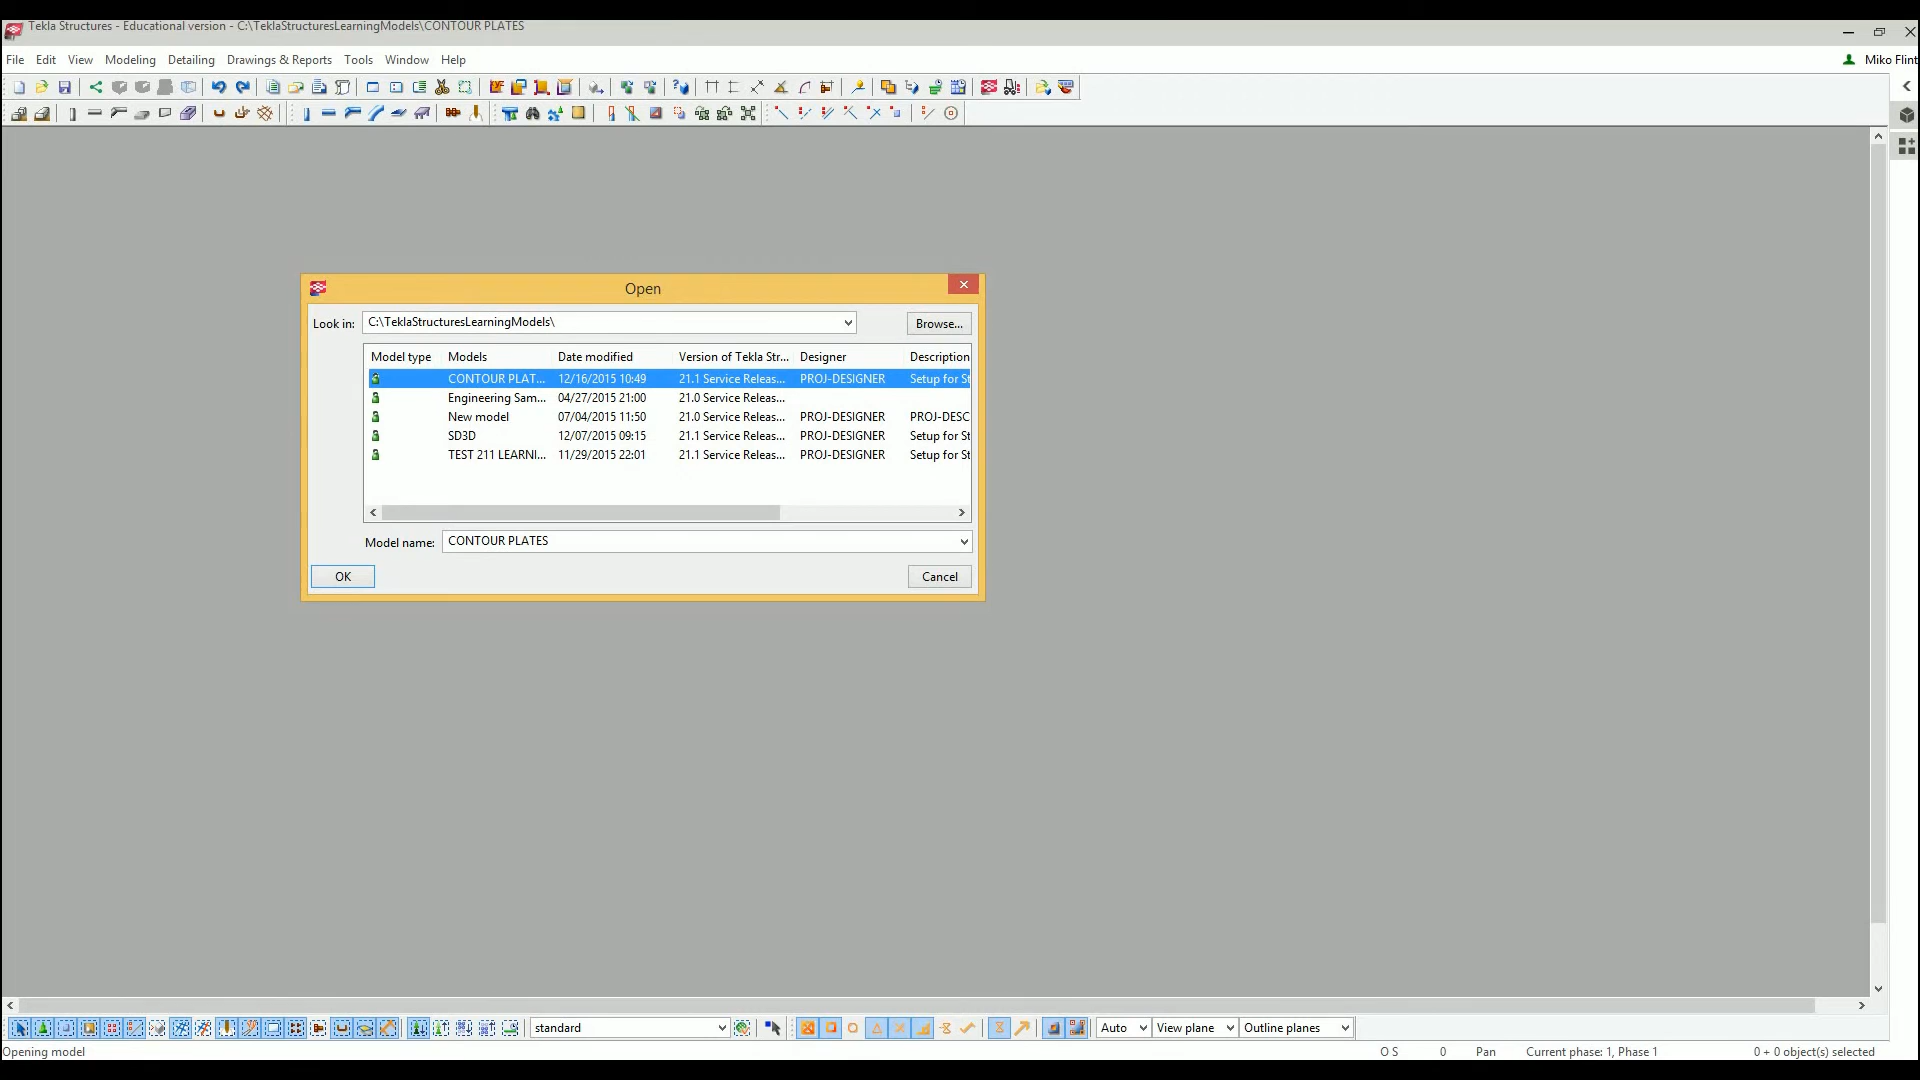 Tekla Structures - Educational version - C:\TeklaStructuresLearningModels\CONTOUR PLATES
File Edit View Modeling Detailing Drawings & Reports Tools Window Help
Miko Flint
Open
Look in: C:\TeklaStructuresLearningModels\ Browse...
Model type Models Date modified Version of Tekla Str... Designer Description
CONTOUR PLAT... 12/16/2015 10:49 21.1 Service Releas... PROJ-DESIGNER Setup for St
Engineering Sam... 04/27/2015 21:00 21.0 Service Releas...
New model 07/04/2015 11:50 21.0 Service Releas... PROJ-DESIGNER PROJ-DESC
SD3D 12/07/2015 09:15 21.1 Service Releas... PROJ-DESIGNER Setup for St
TEST 211 LEARNI... 11/29/2015 22:01 21.1 Service Releas... PROJ-DESIGNER Setup for St
Model name: CONTOUR PLATES
OK Cancel
standard Auto View plane Outline planes
Opening model O S 0 Pan Current phase: 1, Phase 1 0 + 0 object(s) selected